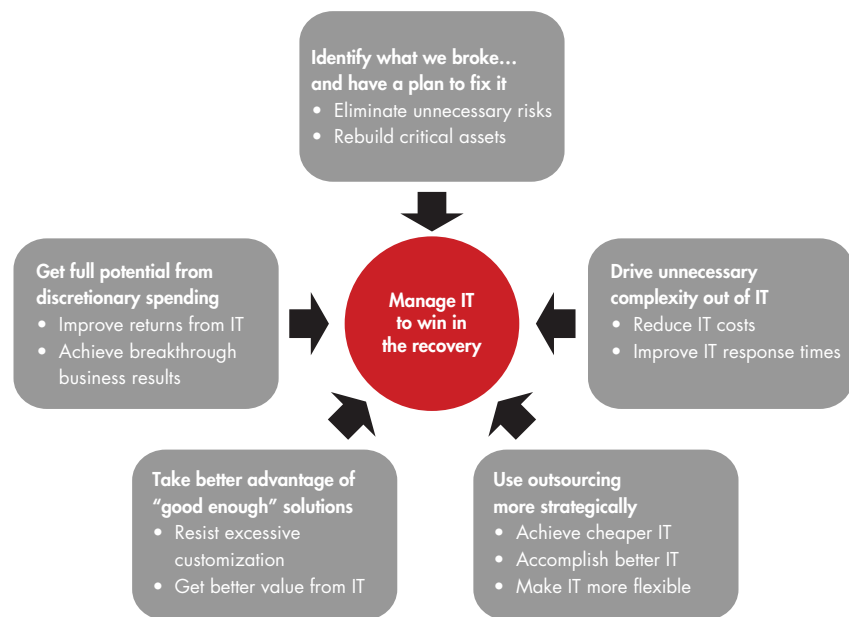 Identify what we broke…
and have a plan to fix it
• Eliminate unnecessary risks
• Rebuild critical assets
Get full potential from
discretionary spending
• Improve returns from IT
• Achieve breakthrough
business results
Manage IT
to win in
the recovery
Drive unnecessary
complexity out of IT
• Reduce IT costs
• Improve IT response times
Take better advantage of
“good enough” solutions
• Resist excessive
customization
• Get better value from IT
Use outsourcing
more strategically
• Achieve cheaper IT
• Accomplish better IT
• Make IT more flexible